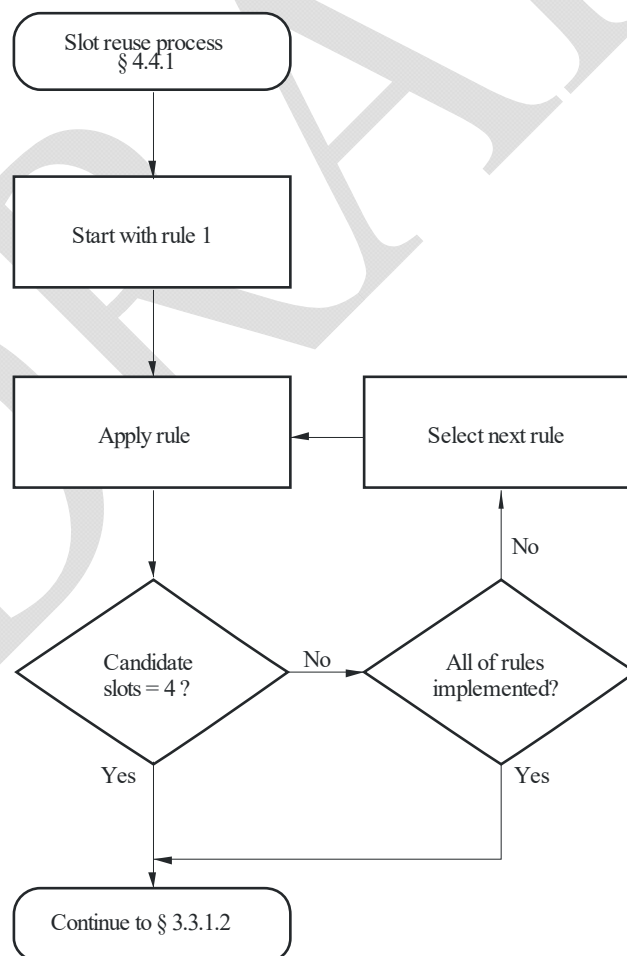 Slot reuse process
§ 4.4.1
Start with rule 1
Apply rule
Select next rule
No
Candidate
slots = 4 ?
No
All of rules
implemented?
Yes
Yes
Continue to § 3.3.1.2